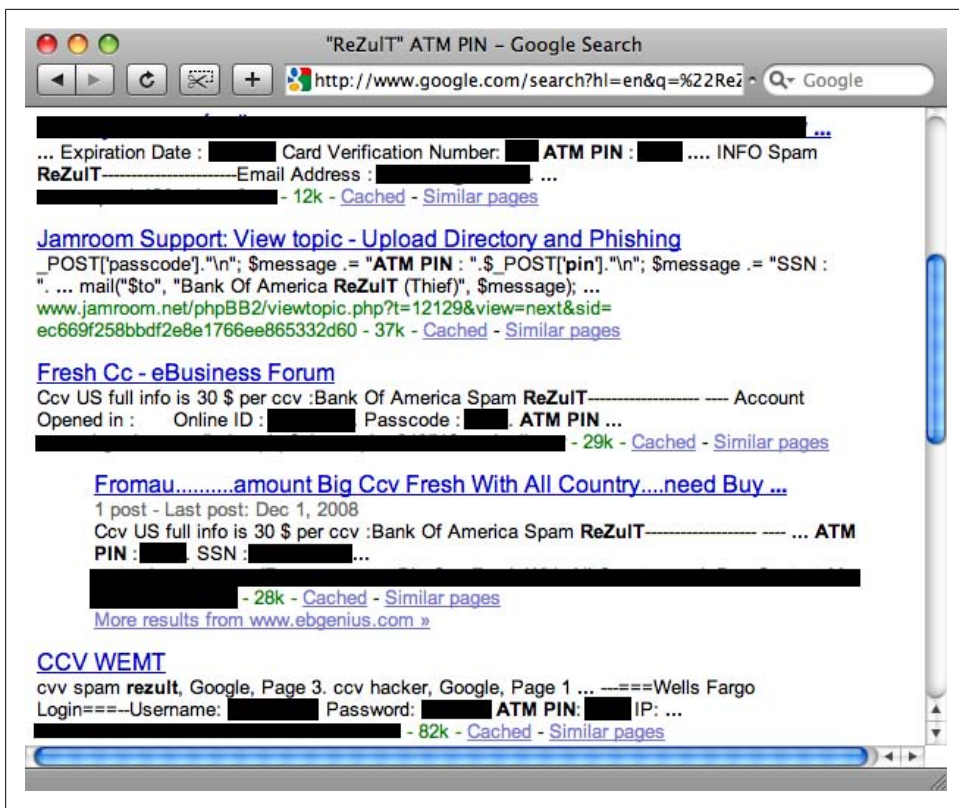 "ReZulT" ATM PIN – Google Search
http://www.google.com/search?hl=en&q=%22ReZ
Google
...
... Expiration Date : Card Verification Number: ATM PIN : .... INFO Spam
ReZulT-----------------------Email Address : . ...
- 12k - Cached - Similar pages
Jamroom Support: View topic - Upload Directory and Phishing
_POST['passcode']."\n"; $message .= "ATM PIN : ".$_POST['pin']."\n"; $message .= "SSN :
". ... mail("$to", "Bank Of America ReZulT (Thief)", $message); ...
www.jamroom.net/phpBB2/viewtopic.php?t=12129&view=next&sid=
ec669f258bbdf2e8e1766ee865332d60 - 37k - Cached - Similar pages
Fresh Cc - eBusiness Forum
Ccv US full info is 30 $ per ccv :Bank Of America Spam ReZulT------------------- ---- Account
Opened in : Online ID : . Passcode : . ATM PIN ...
- 29k - Cached - Similar pages
Fromau..........amount Big Ccv Fresh With All Country....need Buy ...
1 post - Last post: Dec 1, 2008
Ccv US full info is 30 $ per ccv :Bank Of America Spam ReZulT------------------- ---- ... ATM
PIN : . SSN : ...
- 28k - Cached - Similar pages
More results from www.ebgenius.com »
CCV WEMT
cvv spam rezult, Google, Page 3. ccv hacker, Google, Page 1 ... ---===Wells Fargo
Login===--Username: Password: ATM PIN: IP: ...
- 82k - Cached - Similar pages